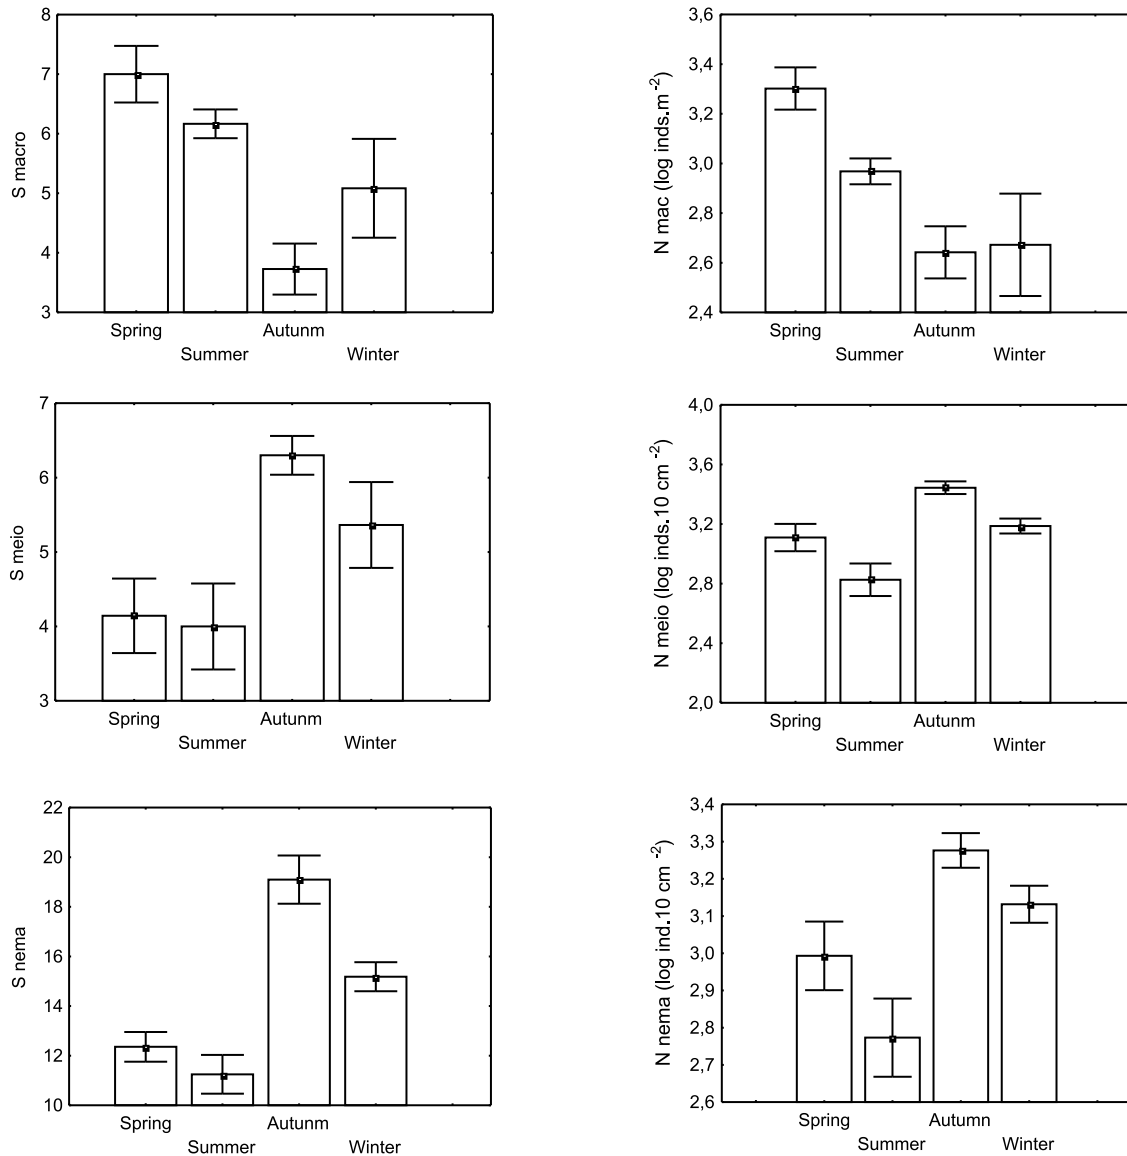 8
7
6
5
4
3
S macro
Spring
Summer
Autunm
Winter
3,6
3,4
3,2
3,0
2,8
2,6
2,4
N mac (log inds.m-2)
Spring
Summer
Autunm
Winter
7
6
5
4
3
S meio
Spring
Summer
Autunm
Winter
4,0
3,6
3,2
2,8
2,4
2,0
N meio (log inds.10 cm -2)
Spring
Summer
Autunm
Winter
22
20
18
16
14
12
10
S nema
Spring
Summer
Autunm
Winter
3,4
3,3
3,2
3,1
3,0
2,9
2,8
2,7
2,6
N nema (log ind.10 cm -2)
Spring
Summer
Autumn
Winter